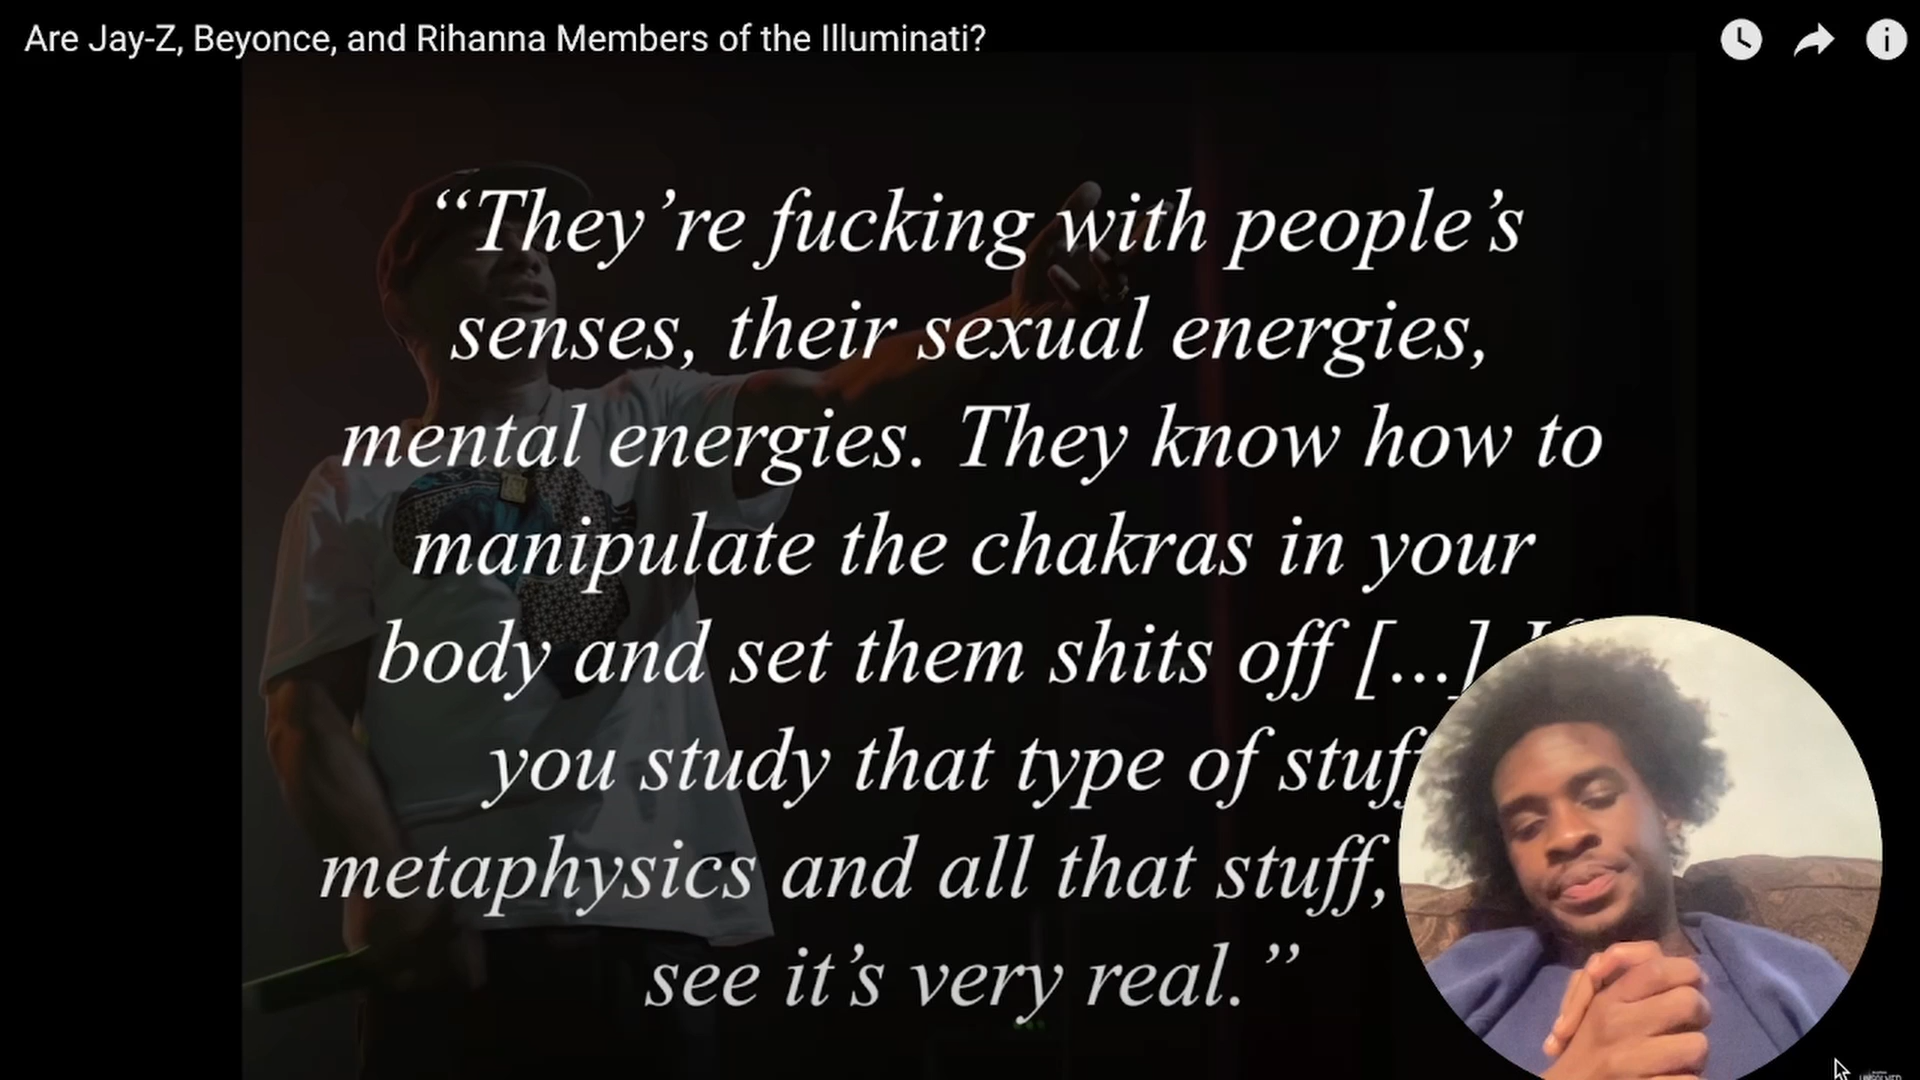 Are Jay-Z, Beyonce, and Rihanna Members of the Illuminati?
“They’re fucking with people’s
senses, their sexual energies,
mental energies. They know how to
manipulate the chakras in your
body and set them shits off [...]
you study that type of stuff
metaphysics and all that stuff,
see it’s very real.”